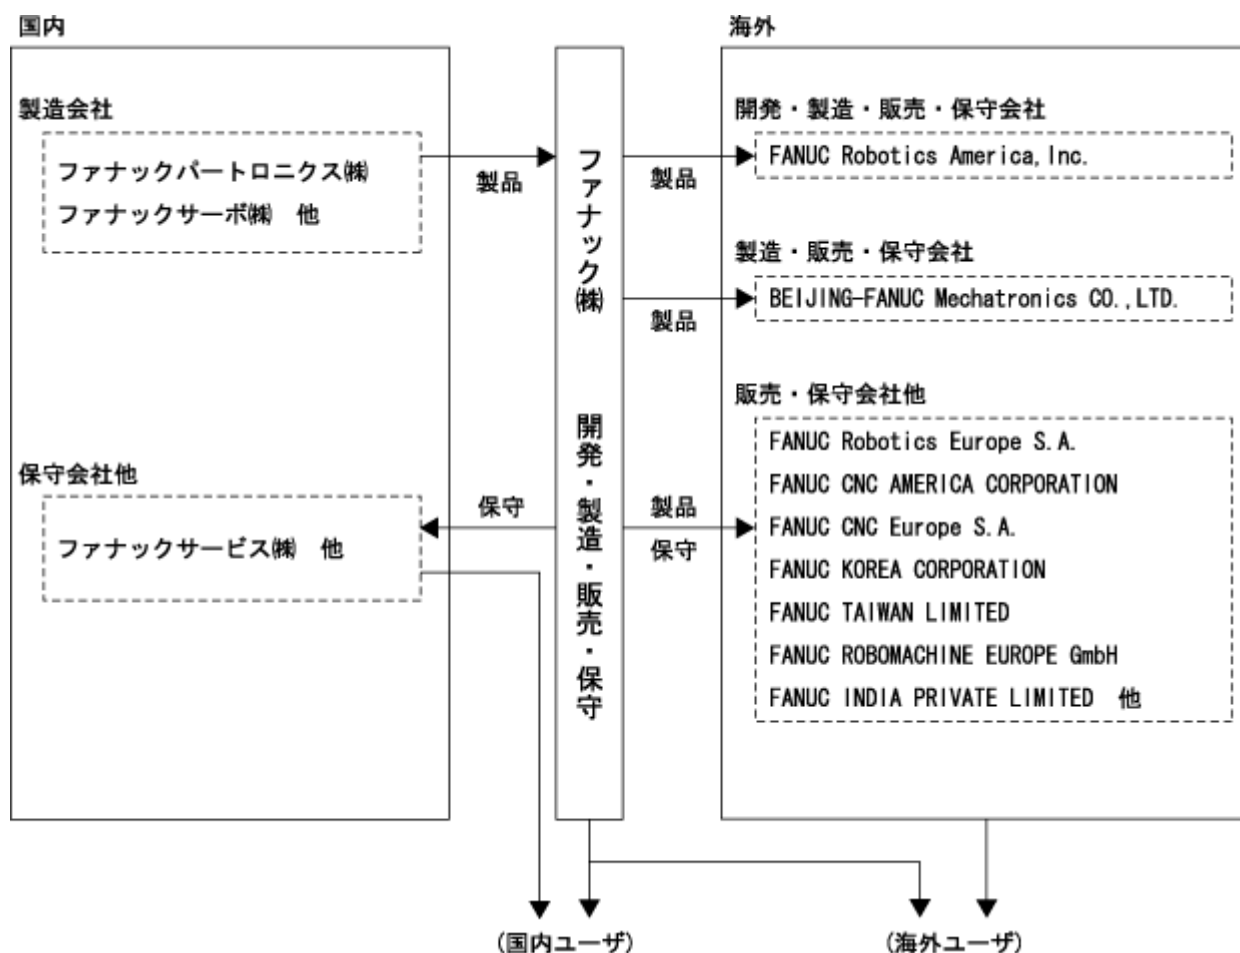 国内
製造会社
ファナックパートロニクス㈱
ファナックサーボ㈱　他
製品
保守会社他
ファナックサービス㈱　他
保守
ファナック㈱　開発・製造・販売・保守
海外
開発・製造・販売・保守会社
FANUC Robotics America,Inc.
製品
製造・販売・保守会社
BEIJING-FANUC Mechatronics CO.,LTD.
製品
販売・保守会社他
FANUC Robotics Europe S.A.
FANUC CNC AMERICA CORPORATION
FANUC CNC Europe S.A.
FANUC KOREA CORPORATION
FANUC TAIWAN LIMITED
FANUC ROBOMACHINE EUROPE GmbH
FANUC INDIA PRIVATE LIMITED　他
製品
保守
(国内ユーザ)
(海外ユーザ)